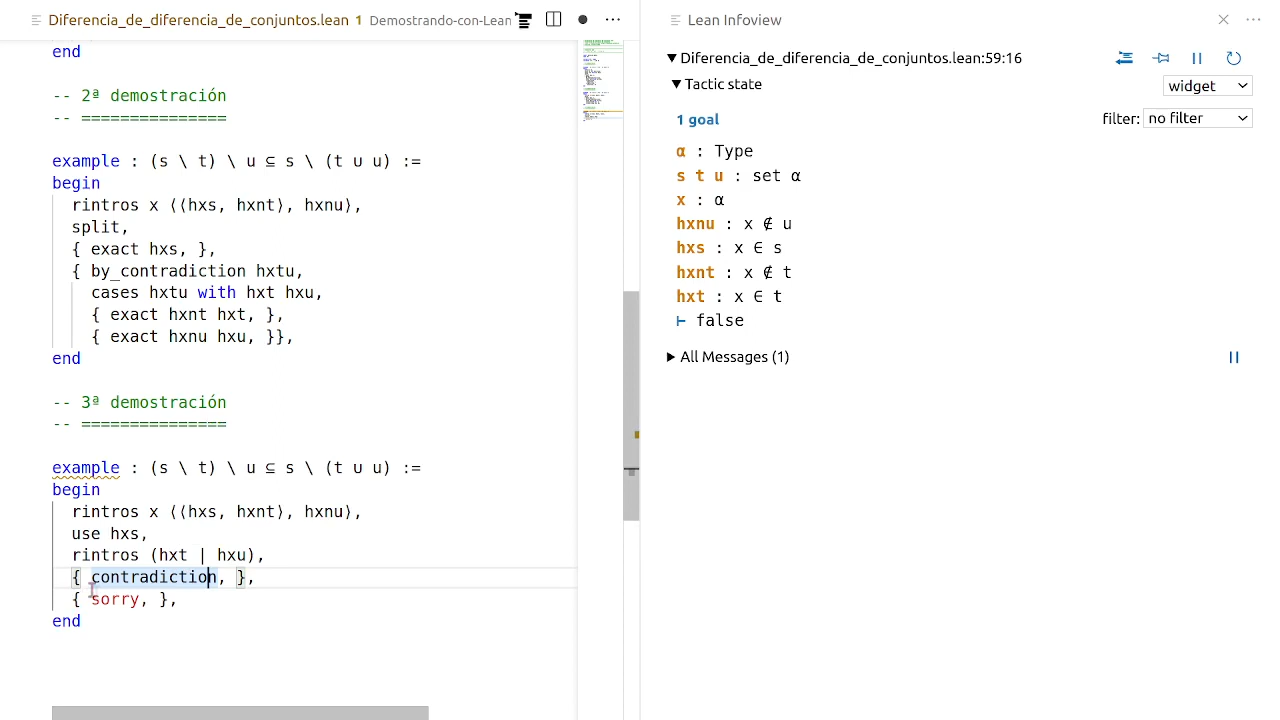 Diferencia_de_diferencia_de_conjuntos.lean 1 Demostrando-con-Lean
end
-- 2ª demostración
-- ===============
example : (s \ t) \ u ⊆ s \ (t ∪ u) :=
begin
rintros x ⟨⟨hxs, hxnt⟩, hxnu⟩,
split,
{ exact hxs, },
{ by_contradiction hxtu,
cases hxtu with hxt hxu,
{ exact hxnt hxt, },
{ exact hxnu hxu, }},
end
-- 3ª demostración
-- ===============
example : (s \ t) \ u ⊆ s \ (t ∪ u) :=
begin
rintros x ⟨⟨hxs, hxnt⟩, hxnu⟩,
use hxs,
rintros (hxt | hxu),
{ contradiction, },
{ sorry, },
end
Lean Infoview
Diferencia_de_diferencia_de_conjuntos.lean:59:16
Tactic state
widget
1 goal
filter: no filter
α : Type
s t u : set α
x : α
hxnu : x ∉ u
hxs : x ∈ s
hxnt : x ∉ t
hxt : x ∈ t
⊢ false
All Messages (1)